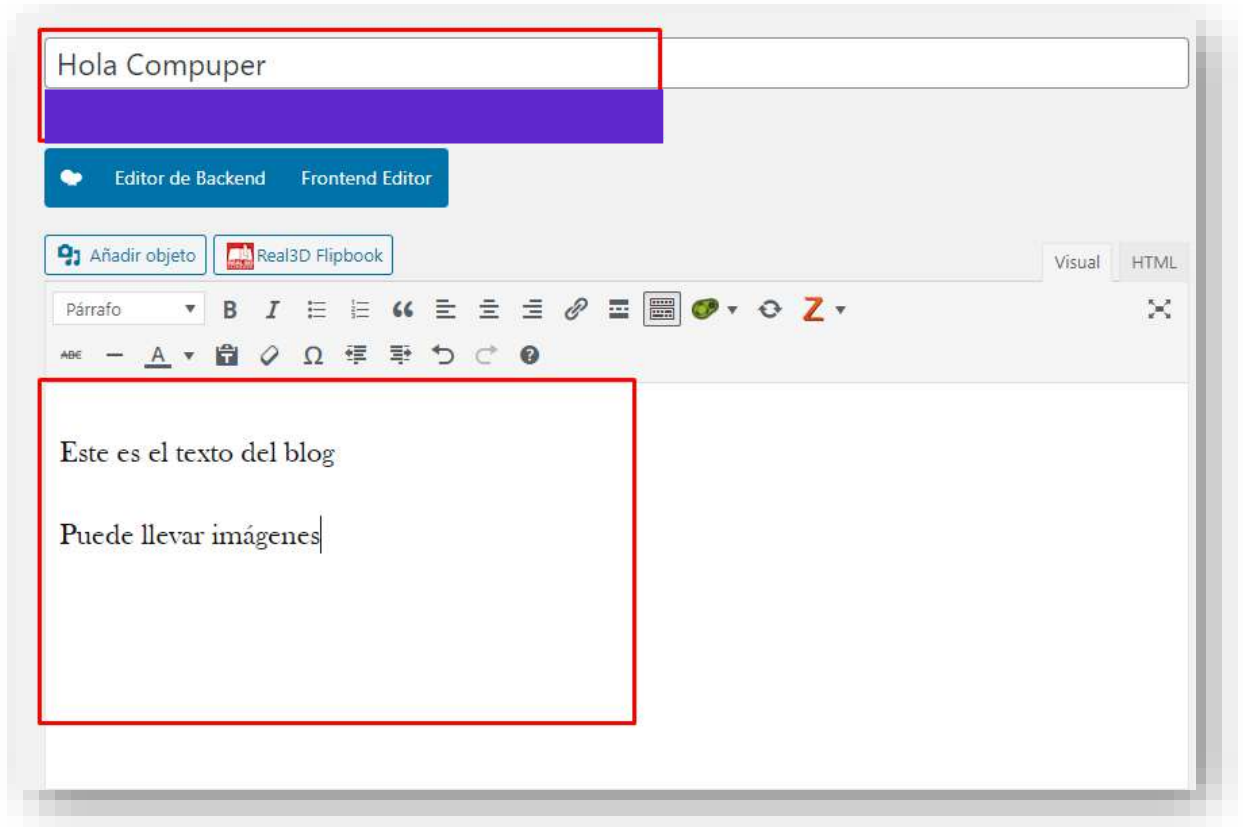 Hola Compuper
Editor de Backend Frontend Editor
Añadir objeto Real3D Flipbook
Visual HTML
Párrafo B I Z
ABE A Ω
Este es el texto del blog
Puede llevar imágenes